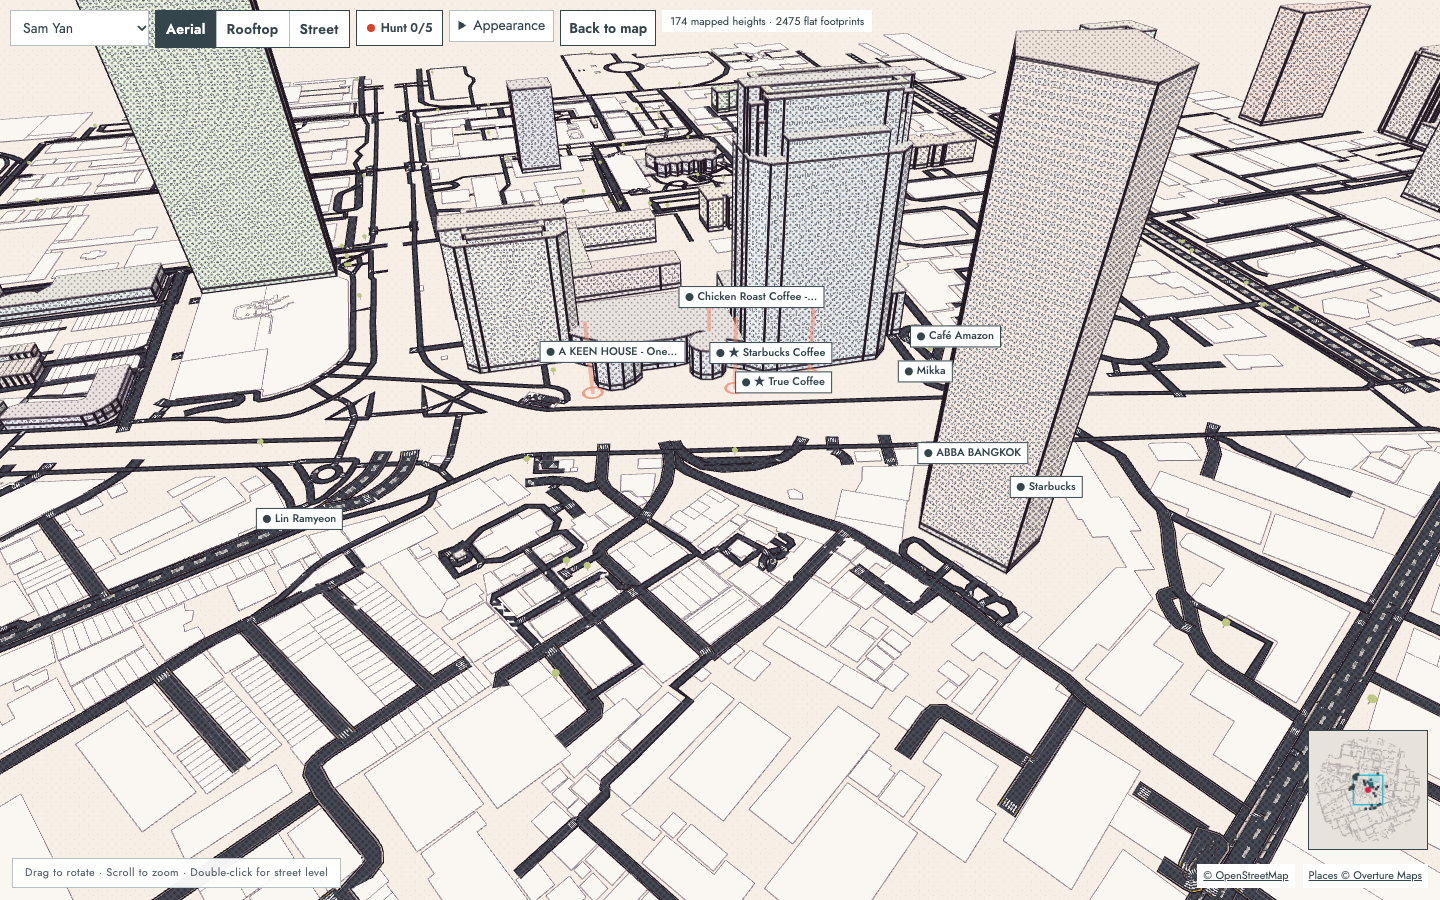 Sam Yan
Aerial
Rooftop
Street
Hunt 0/5
Appearance
Back to map
174 mapped heights · 2475 flat footprints
Chicken Roast Coffee -...
Café Amazon
A KEEN HOUSE - One...
★ Starbucks Coffee
Mikka
★ True Coffee
ABBA BANGKOK
Starbucks
Lin Ramyeon
Drag to rotate · Scroll to zoom · Double-click for street level
© OpenStreetMap
Places © Overture Maps